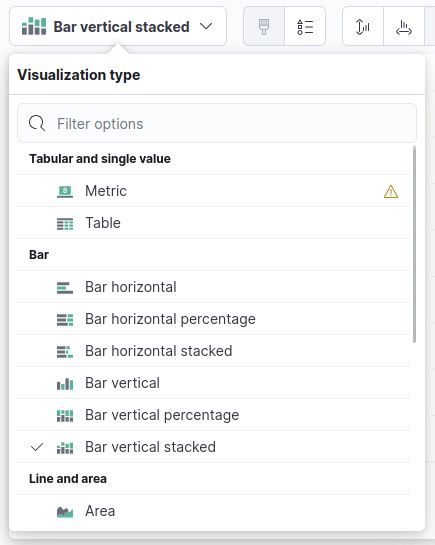 Bar vertical stacked
Visualization type
Filter options
Tabular and single value
8
Metric
Table
Bar
Bar horizontal
Bar horizontal percentage
Bar horizontal stacked
Bar vertical
Bar vertical percentage
Bar vertical stacked
Line and area
Area